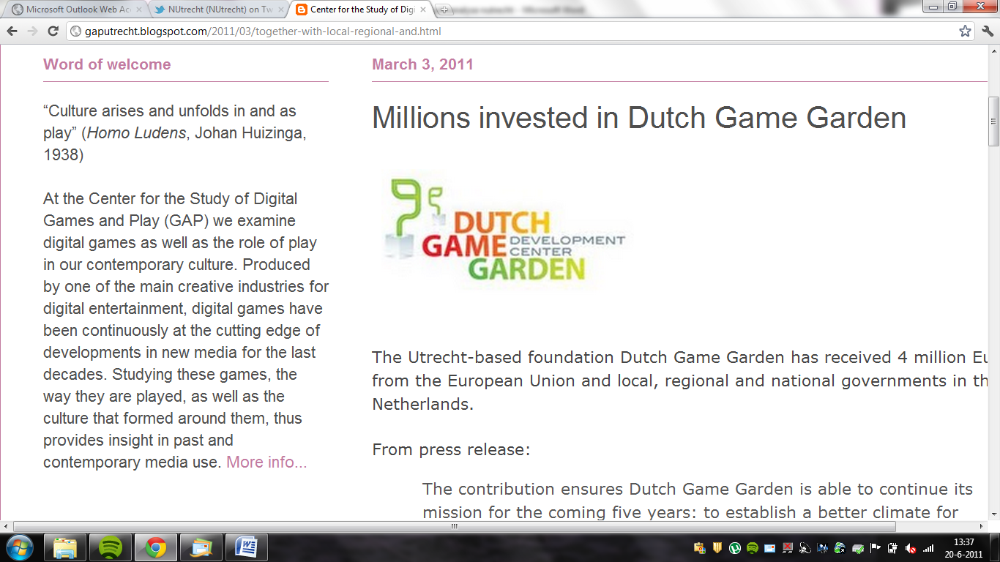 Microsoft Outlook Web Acc
NUtrecht (NUtrecht) on Tw
Center for the Study of Digi
Microsoft Word
gaputrecht.blogspot.com/2011/03/together-with-local-regional-and.html
Word of welcome
“Culture arises and unfolds in and as
play” (Homo Ludens, Johan Huizinga,
1938)
At the Center for the Study of Digital
Games and Play (GAP) we examine
digital games as well as the role of play
in our contemporary culture. Produced
by one of the main creative industries for
digital entertainment, digital games have
been continuously at the cutting edge of
developments in new media for the last
decades. Studying these games, the
way they are played, as well as the
culture that formed around them, thus
provides insight in past and
contemporary media use. More info...
March 3, 2011
Millions invested in Dutch Game Garden
DUTCH
GAME DEVELOPMENT
CENTER
GARDEN
The Utrecht-based foundation Dutch Game Garden has received 4 million Eu
from the European Union and local, regional and national governments in th
Netherlands.
From press release:
The contribution ensures Dutch Game Garden is able to continue its
mission for the coming five years: to establish a better climate for
13:37
20-6-2011